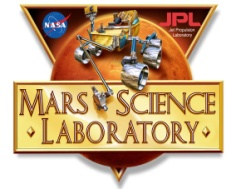 NASA
JPL
Jet Propulsion
Laboratory
MARS SCIENCE
LABORATORY